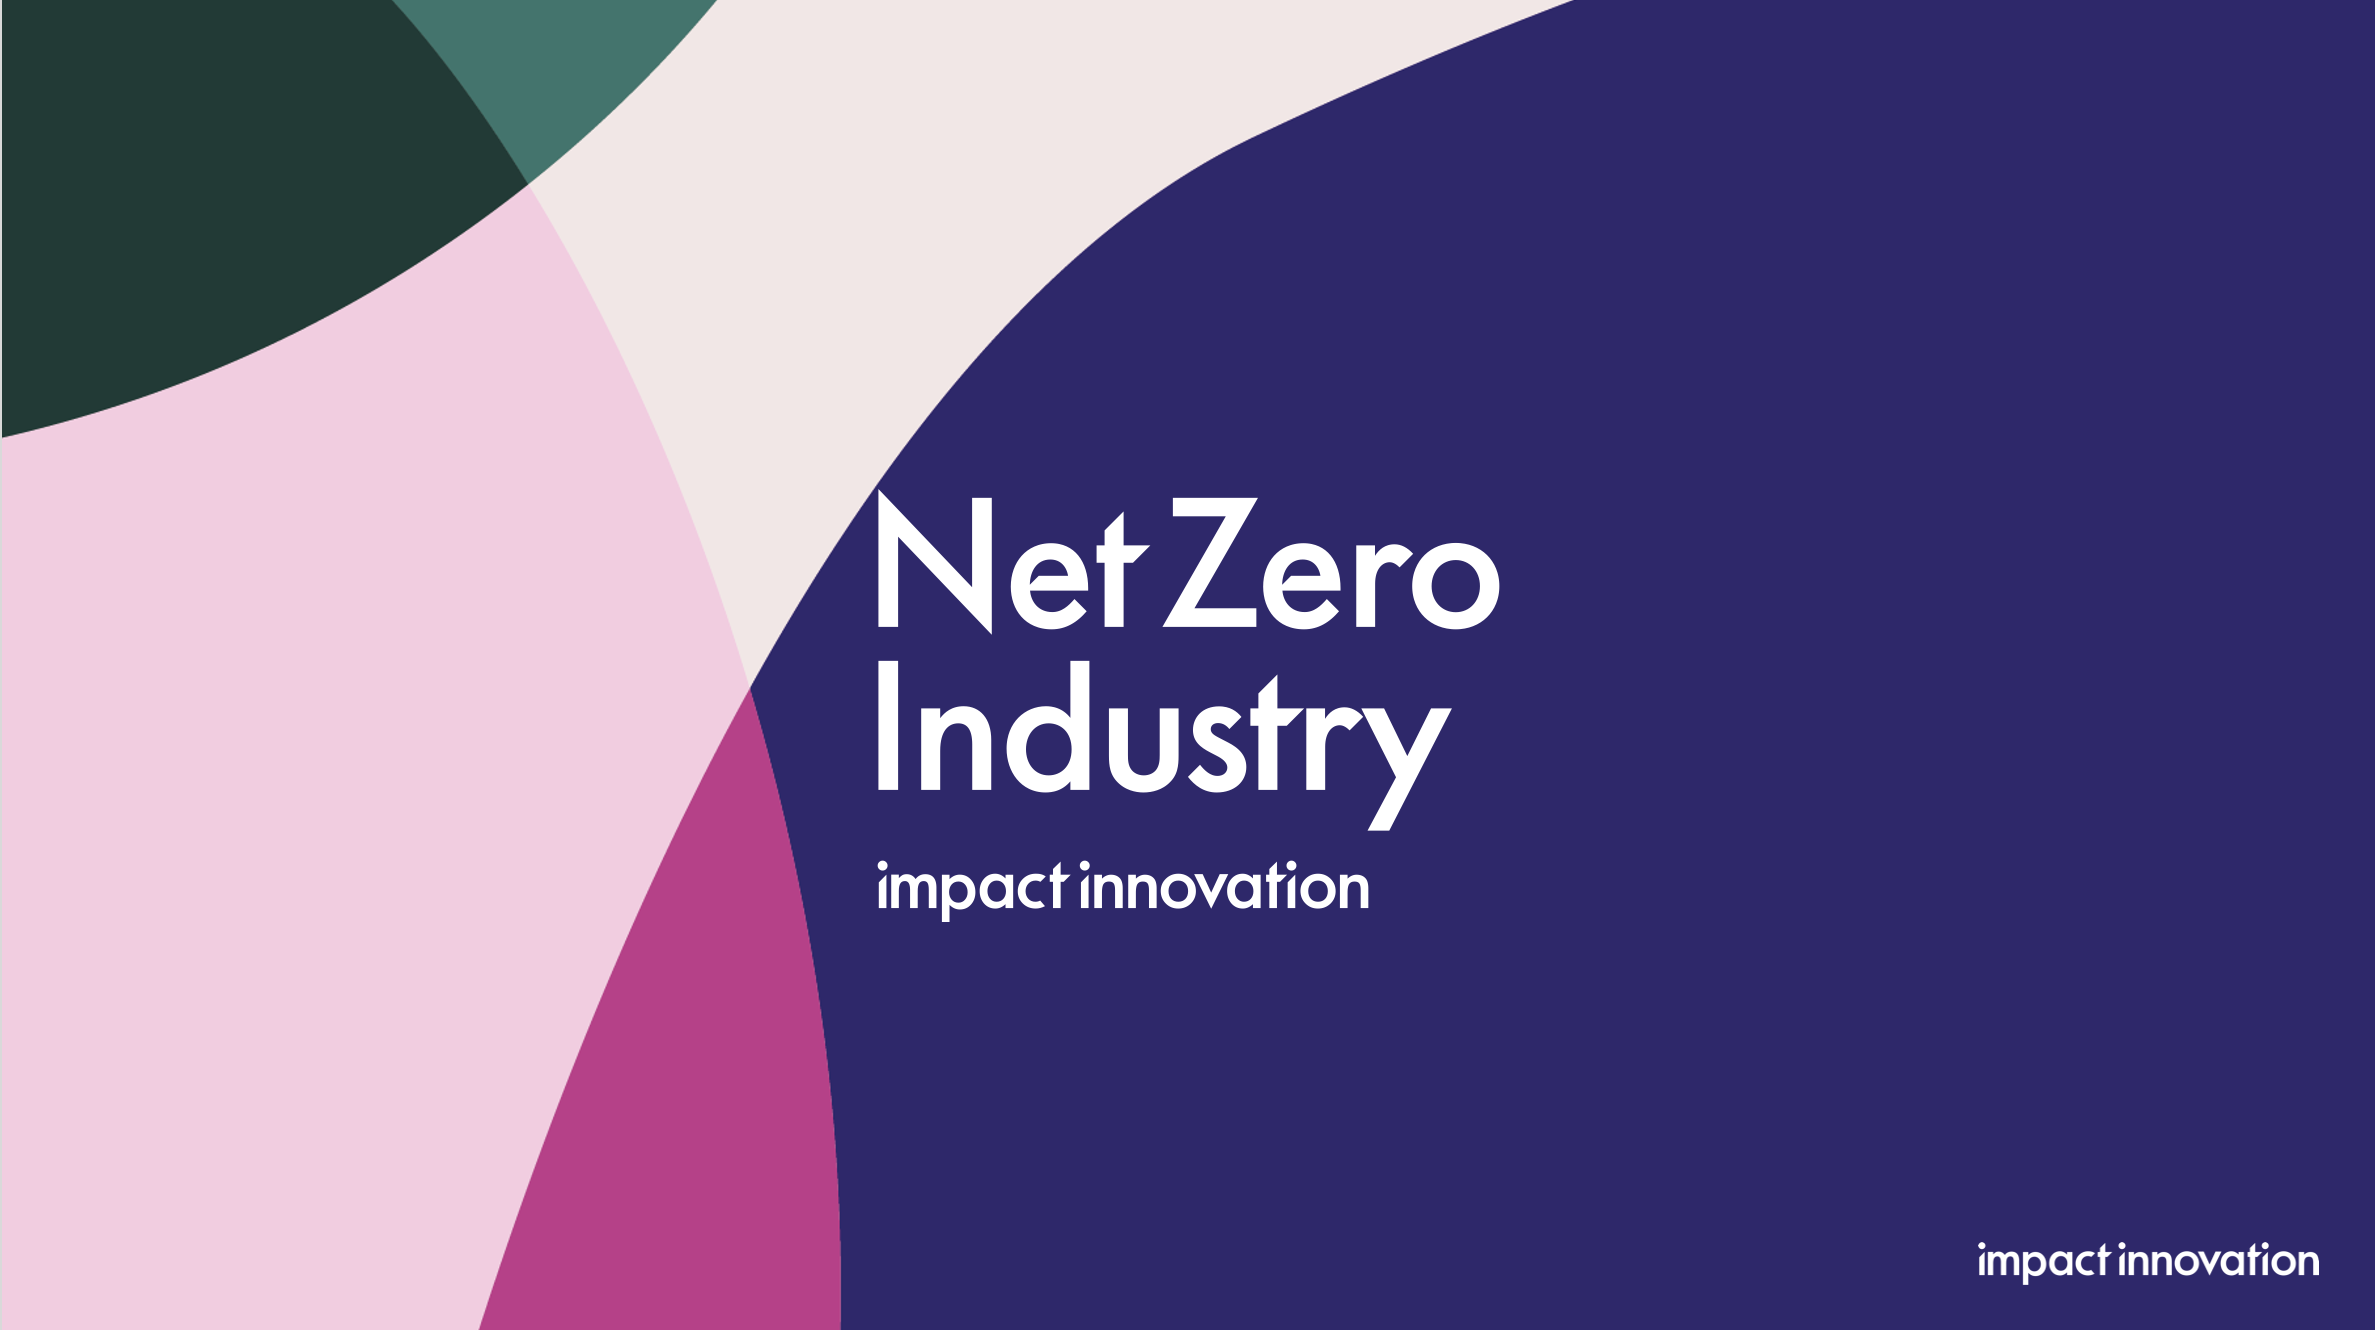 Net Zero
Industry
impact innovation
impact innovation